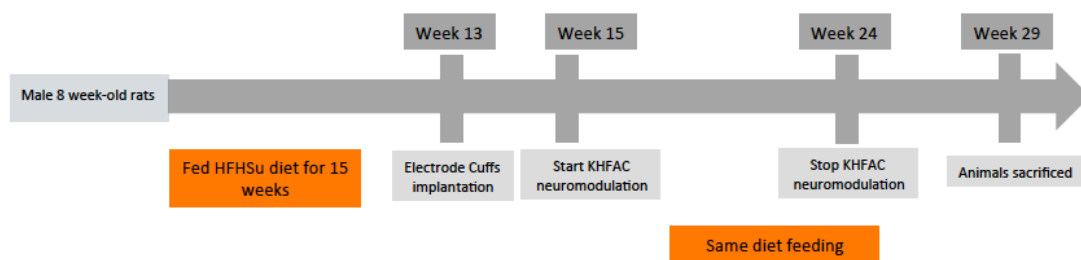 Week 13
Week 15
Week 24
Week 29
Male 8 week-old rats
Fed HFHSu diet for 15
weeks
Electrode Cuffs
implantation
Start KHFAC
neuromodulation
Stop KHFAC
neuromodulation
Animals sacrificed
Same diet feeding